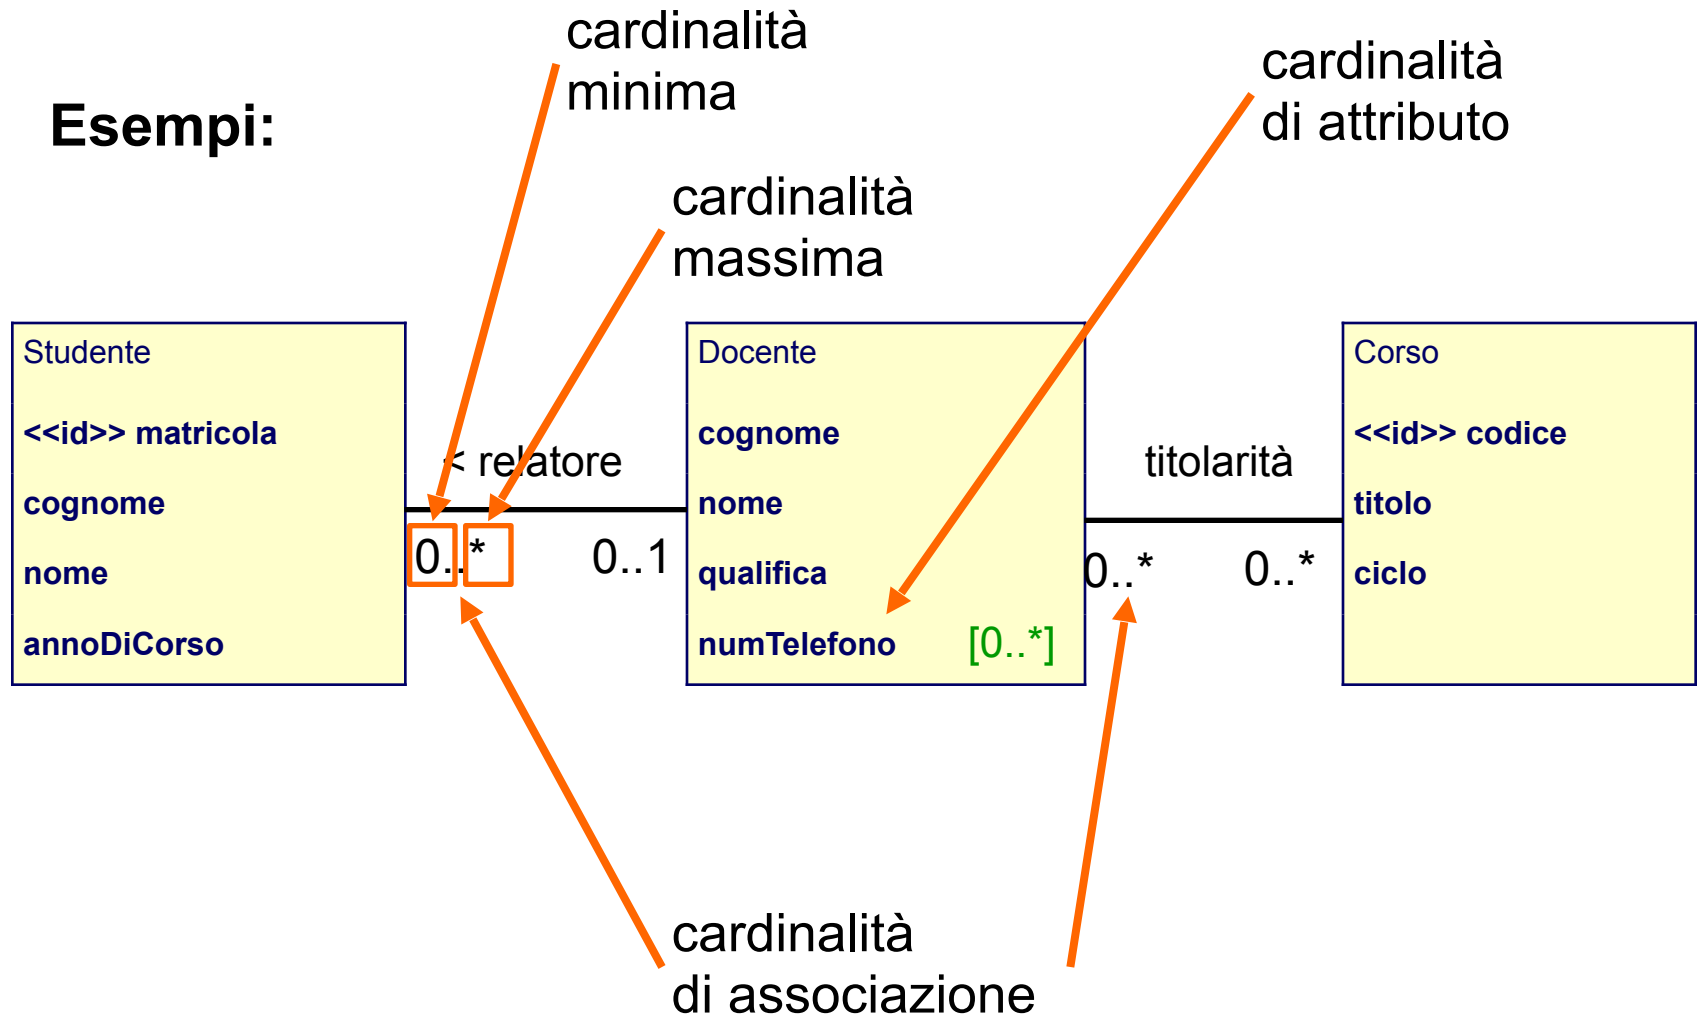 cardinalità
minima
cardinalità
di attributo
Esempi:
cardinalità
massima
Studente
<<id>> matricola
cognome
nome
annoDiCorso
< relatore
0..*
0..1
Docente
cognome
nome
qualifica
numTelefono [0..*]
titolarità
0..*
0..*
Corso
<<id>> codice
titolo
ciclo
cardinalità
di associazione